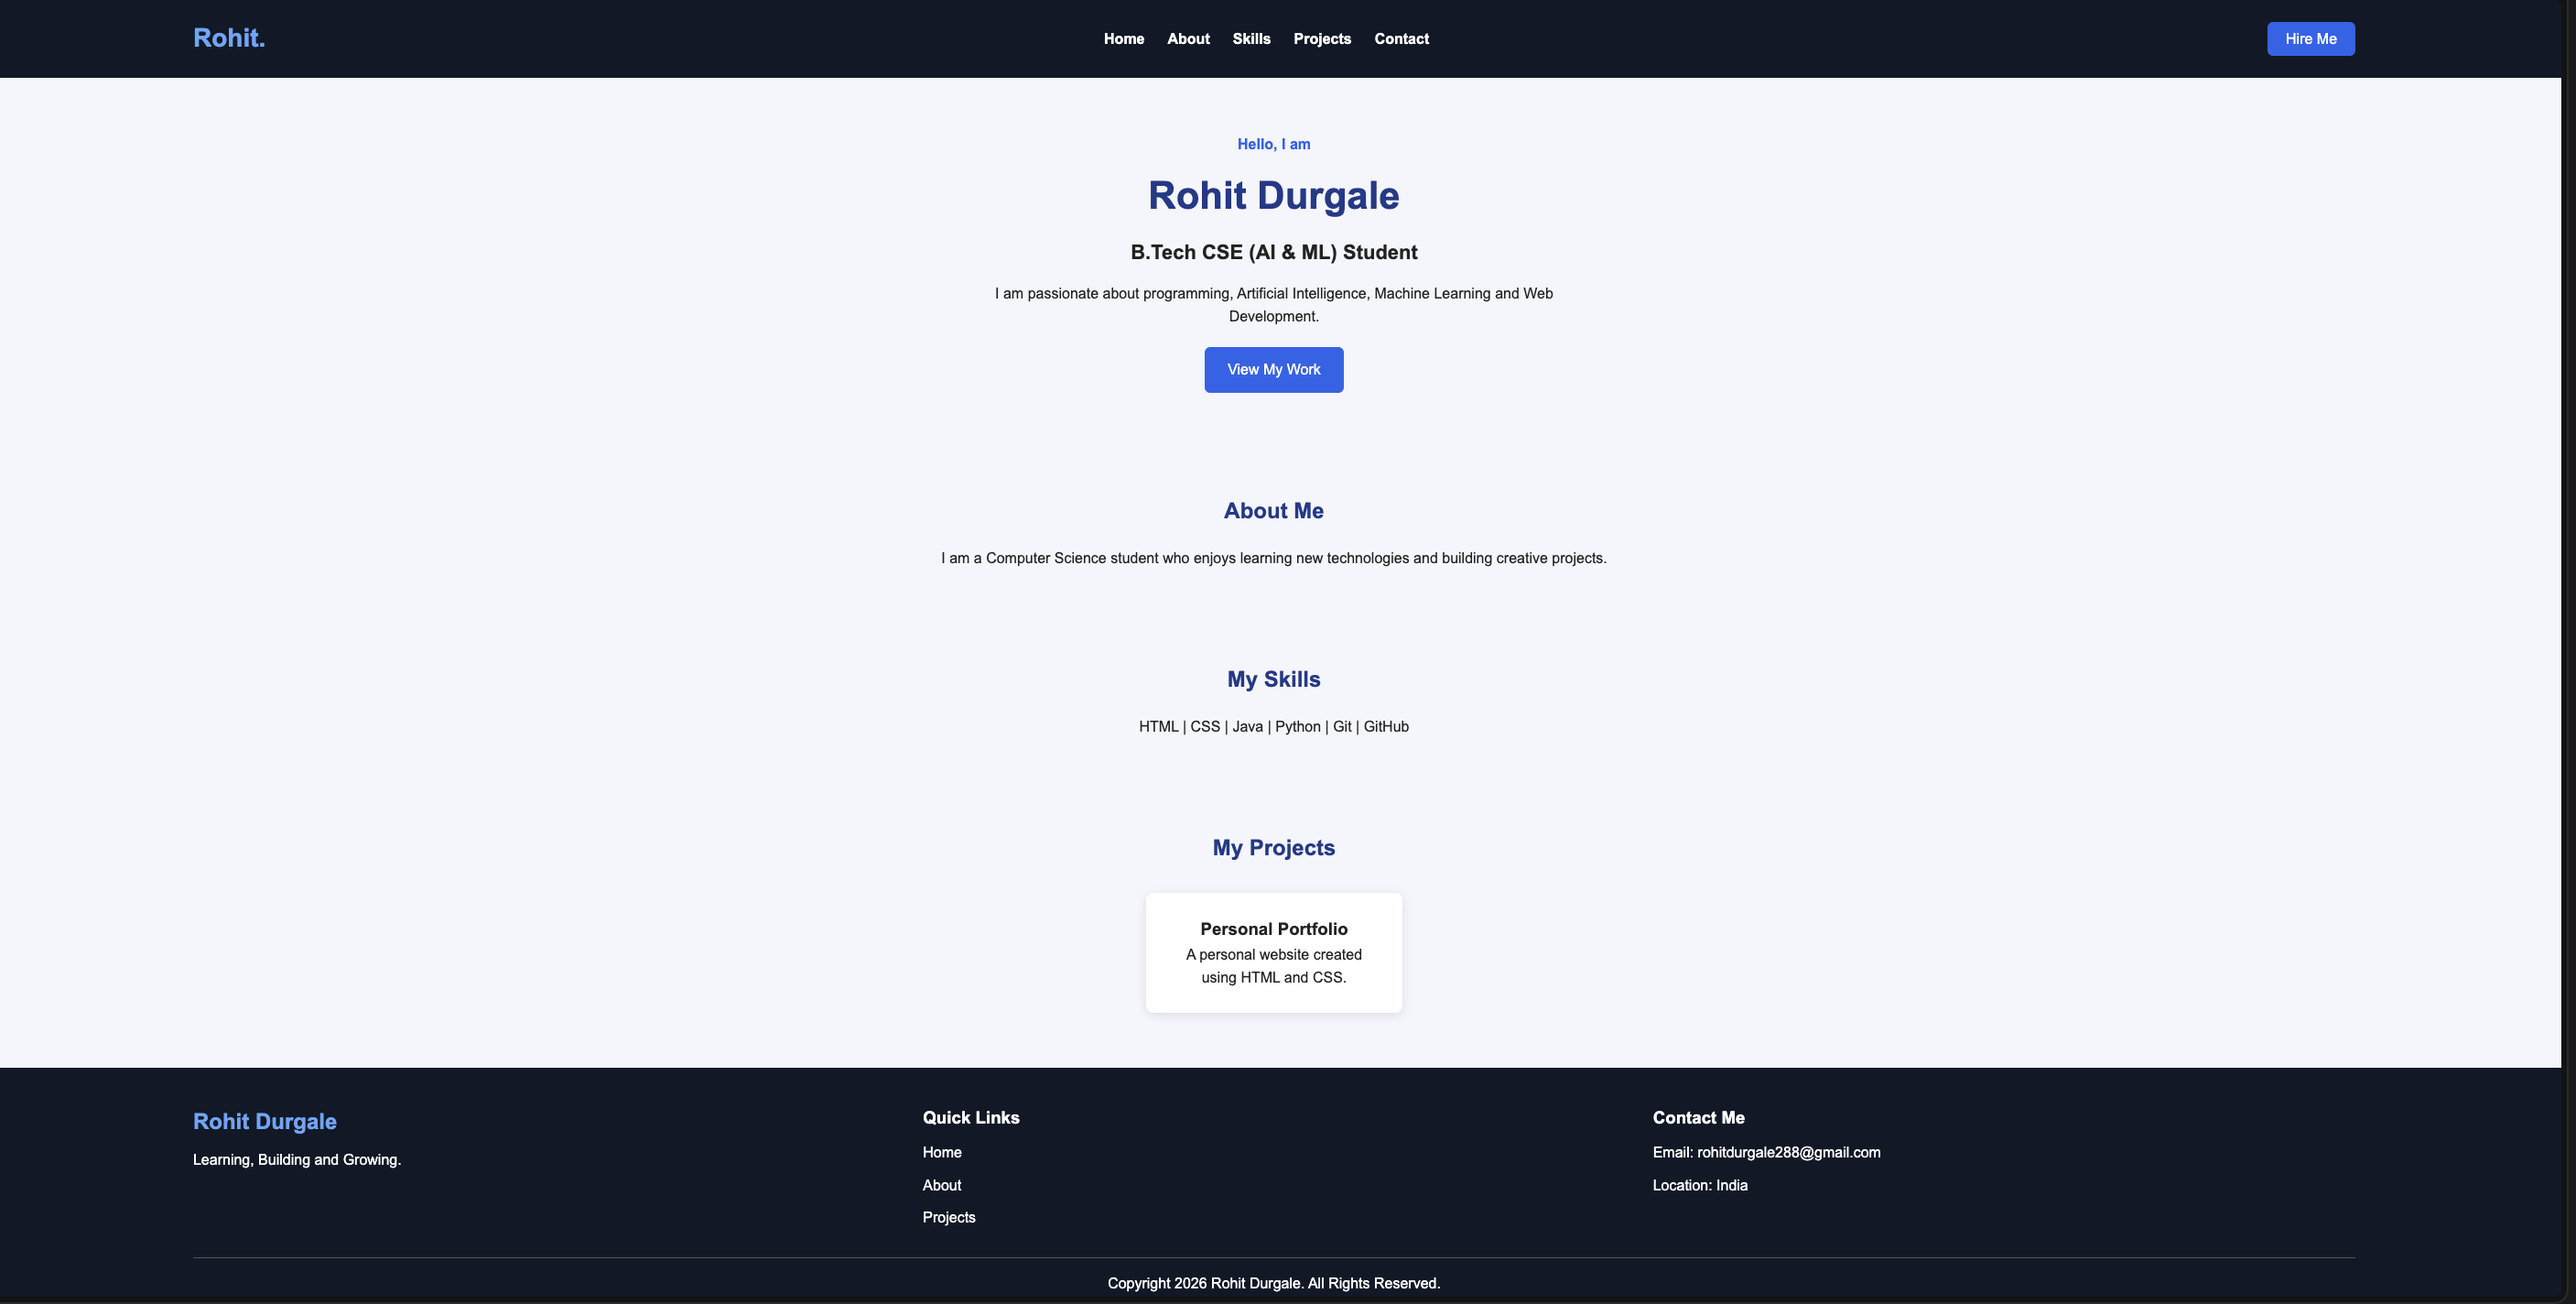 Rohit.
Home About Skills Projects Contact
Hire Me
Hello, I am
Rohit Durgale
B.Tech CSE (AI & ML) Student
I am passionate about programming, Artificial Intelligence, Machine Learning and Web
Development.
View My Work
About Me
I am a Computer Science student who enjoys learning new technologies and building creative projects.
My Skills
HTML | CSS | Java | Python | Git | GitHub
My Projects
Personal Portfolio
A personal website created
using HTML and CSS.
Rohit Durgale
Learning, Building and Growing.
Quick Links
Home
About
Projects
Contact Me
Email: rohitdurgale288@gmail.com
Location: India
Copyright 2026 Rohit Durgale. All Rights Reserved.